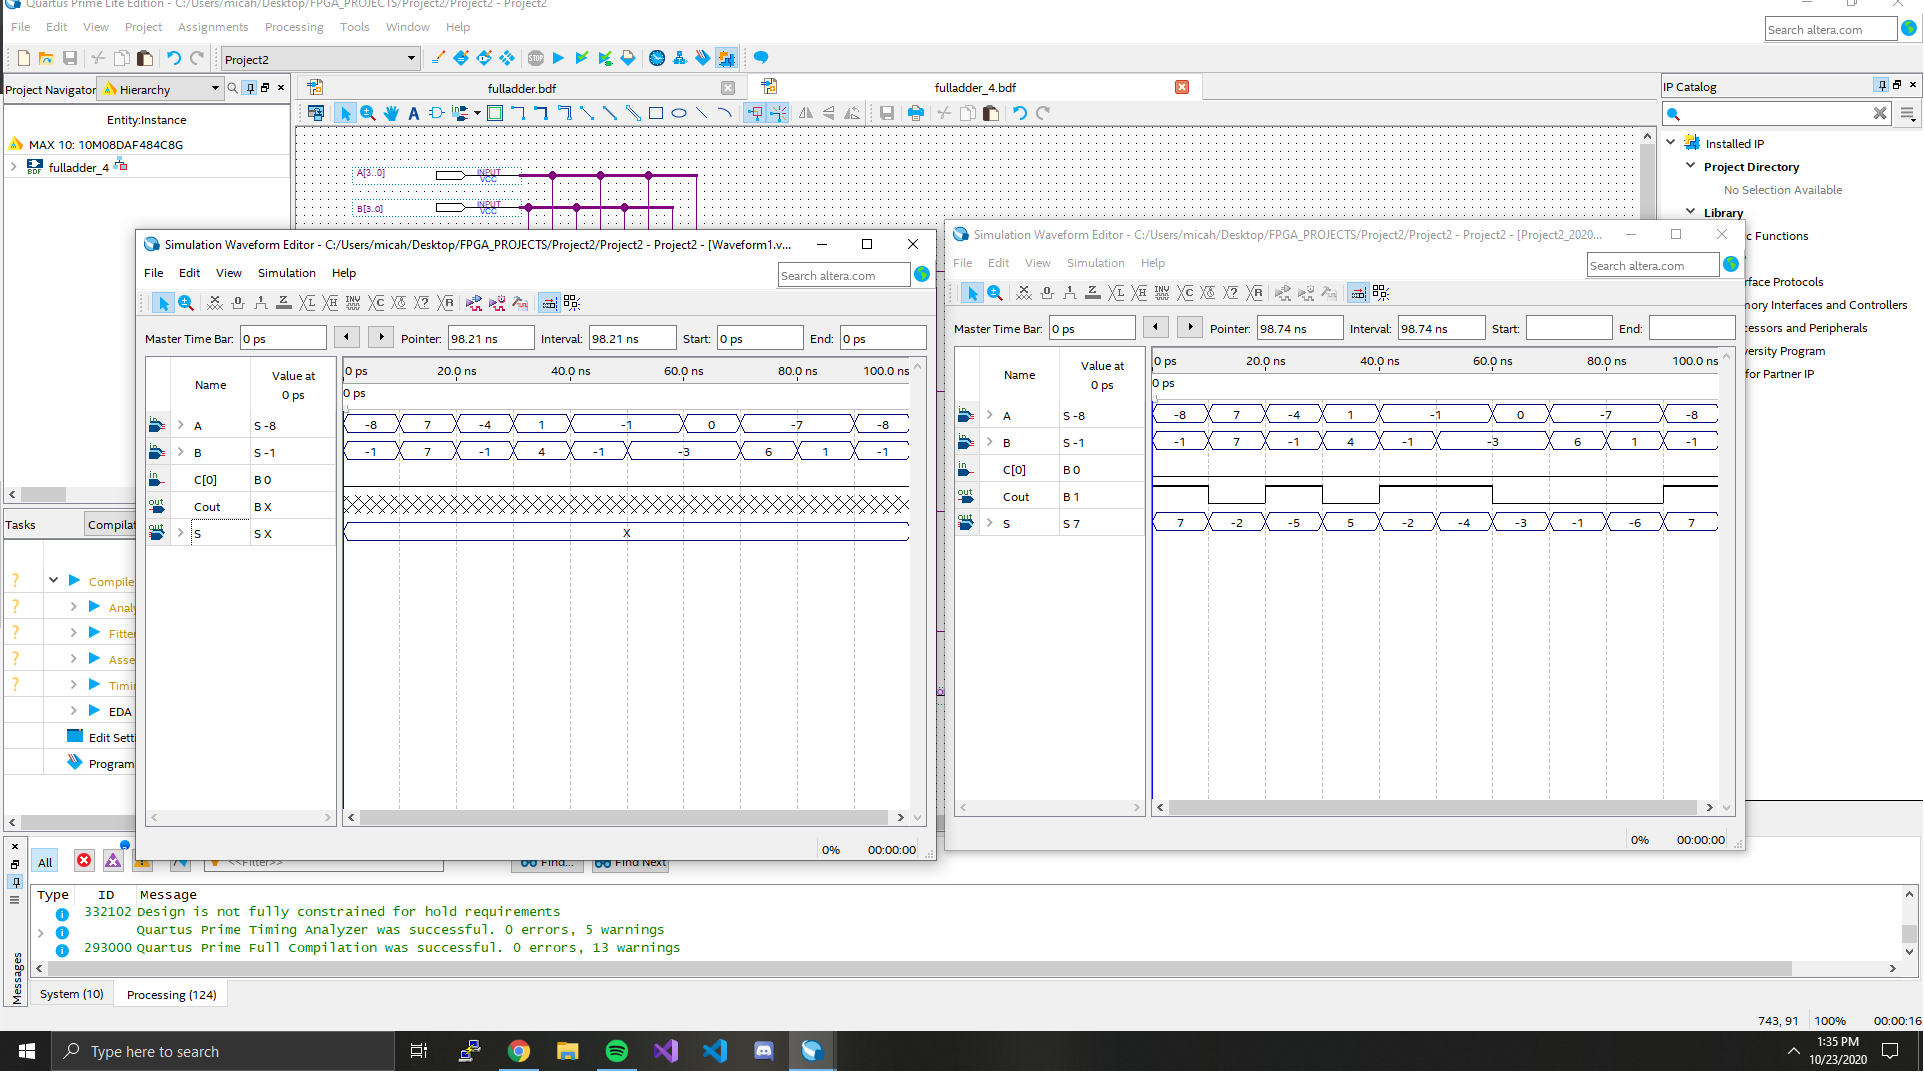 Quartus Prime Lite Edition - C:/Users/micah/Desktop/FPGA_PROJECTS/Project2/Project2 - Project2
File Edit View Project Assignments Processing Tools Window Help
Search altera.com
Project2
Project Navigator Hierarchy
fulladder.bdf
fulladder_4.bdf
IP Catalog
Entity:Instance
MAX 10: 10M08DAF484C8G
fulladder_4
A[3..0] INPUT VCC
B[3..0] INPUT VCC
Installed IP
Project Directory
No Selection Available
Library
c Functions
rface Protocols
mory Interfaces and Controllers
cessors and Peripherals
versity Program
for Partner IP
Simulation Waveform Editor - C:/Users/micah/Desktop/FPGA_PROJECTS/Project2/Project2 - Project2 - [Waveform1.v...
File Edit View Simulation Help
Search altera.com
Master Time Bar: 0 ps Pointer: 98.21 ns Interval: 98.21 ns Start: 0 ps End: 0 ps
Name Value at 0 ps
0 ps 20.0 ns 40.0 ns 60.0 ns 80.0 ns 100.0 ns
0 ps
in A S -8 -8 7 -4 1 -1 0 -7 -8
in B S -1 -1 7 -1 4 -1 -3 6 1 -1
in C[0] B 0
out Cout B X
out S S X X
0% 00:00:00
Simulation Waveform Editor - C:/Users/micah/Desktop/FPGA_PROJECTS/Project2/Project2 - Project2 - [Project2_2020...
File Edit View Simulation Help
Search altera.com
Master Time Bar: 0 ps Pointer: 98.74 ns Interval: 98.74 ns Start: End:
Name Value at 0 ps
0 ps 20.0 ns 40.0 ns 60.0 ns 80.0 ns 100.0 ns
0 ps
in A S -8 -8 7 -4 1 -1 0 -7 -8
in B S -1 -1 7 -1 4 -1 -3 6 1 -1
in C[0] B 0
out Cout B 1
out S S 7 7 -2 -5 5 -2 -4 -3 -1 -6 7
0% 00:00:00
Tasks Compilat
Compile
Analy
Fitter
Asse
Timi
EDA
Edit Setti
Program
All <<Filter>> Find... Find Next
Type ID Message
332102 Design is not fully constrained for hold requirements
Quartus Prime Timing Analyzer was successful. 0 errors, 5 warnings
293000 Quartus Prime Full Compilation was successful. 0 errors, 13 warnings
Messages
System (10) Processing (124)
743, 91 100% 00:00:16
Type here to search
1:35 PM
10/23/2020